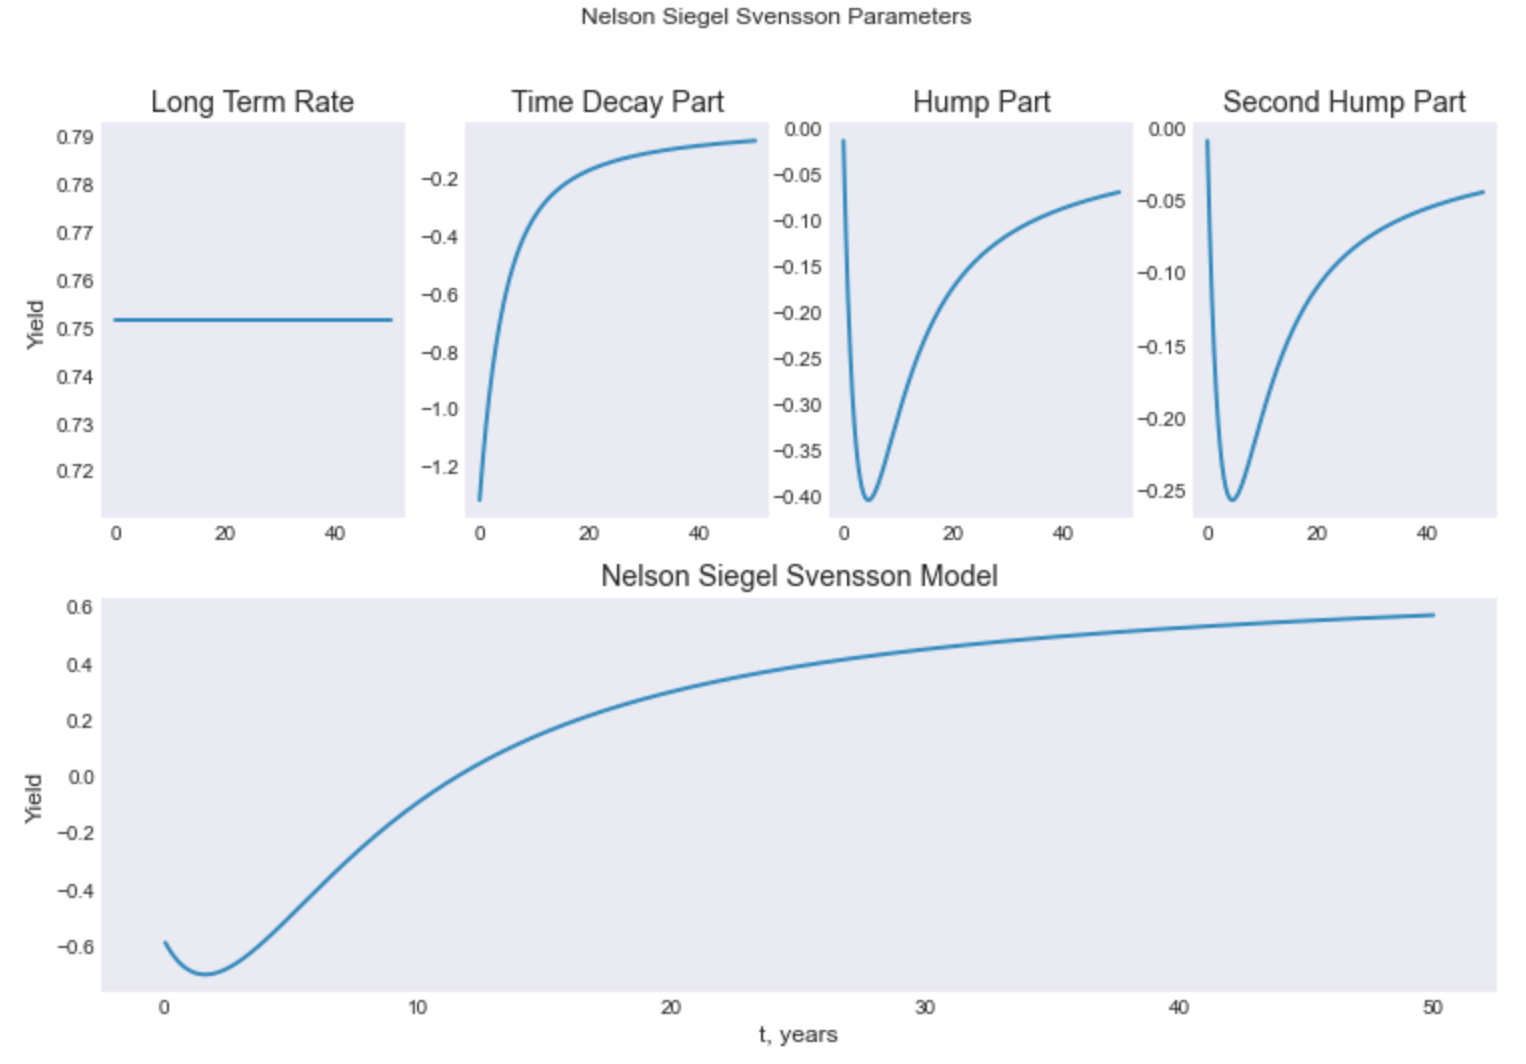 Nelson Siegel Svensson Parameters
Long Term Rate
Yield
0.79
0.78
0.77
0.76
0.75
0.74
0.73
0.72
0 20 40
Time Decay Part
−0.2
−0.4
−0.6
−0.8
−1.0
−1.2
0 20 40
Hump Part
0.00
−0.05
−0.10
−0.15
−0.20
−0.25
−0.30
−0.35
−0.40
0 20 40
Second Hump Part
0.00
−0.05
−0.10
−0.15
−0.20
−0.25
0 20 40
Nelson Siegel Svensson Model
Yield
0.6
0.4
0.2
0.0
−0.2
−0.4
−0.6
0 10 20 30 40 50
t, years